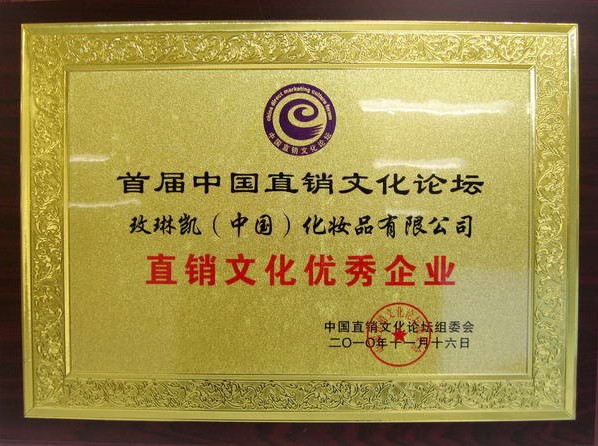 china direct marketing culture forum
中国直销文化论坛
首届中国直销文化论坛
玫琳凯（中国）化妆品有限公司
直销文化优秀企业
中国直销文化论坛组委会
二〇一〇年十一月十六日